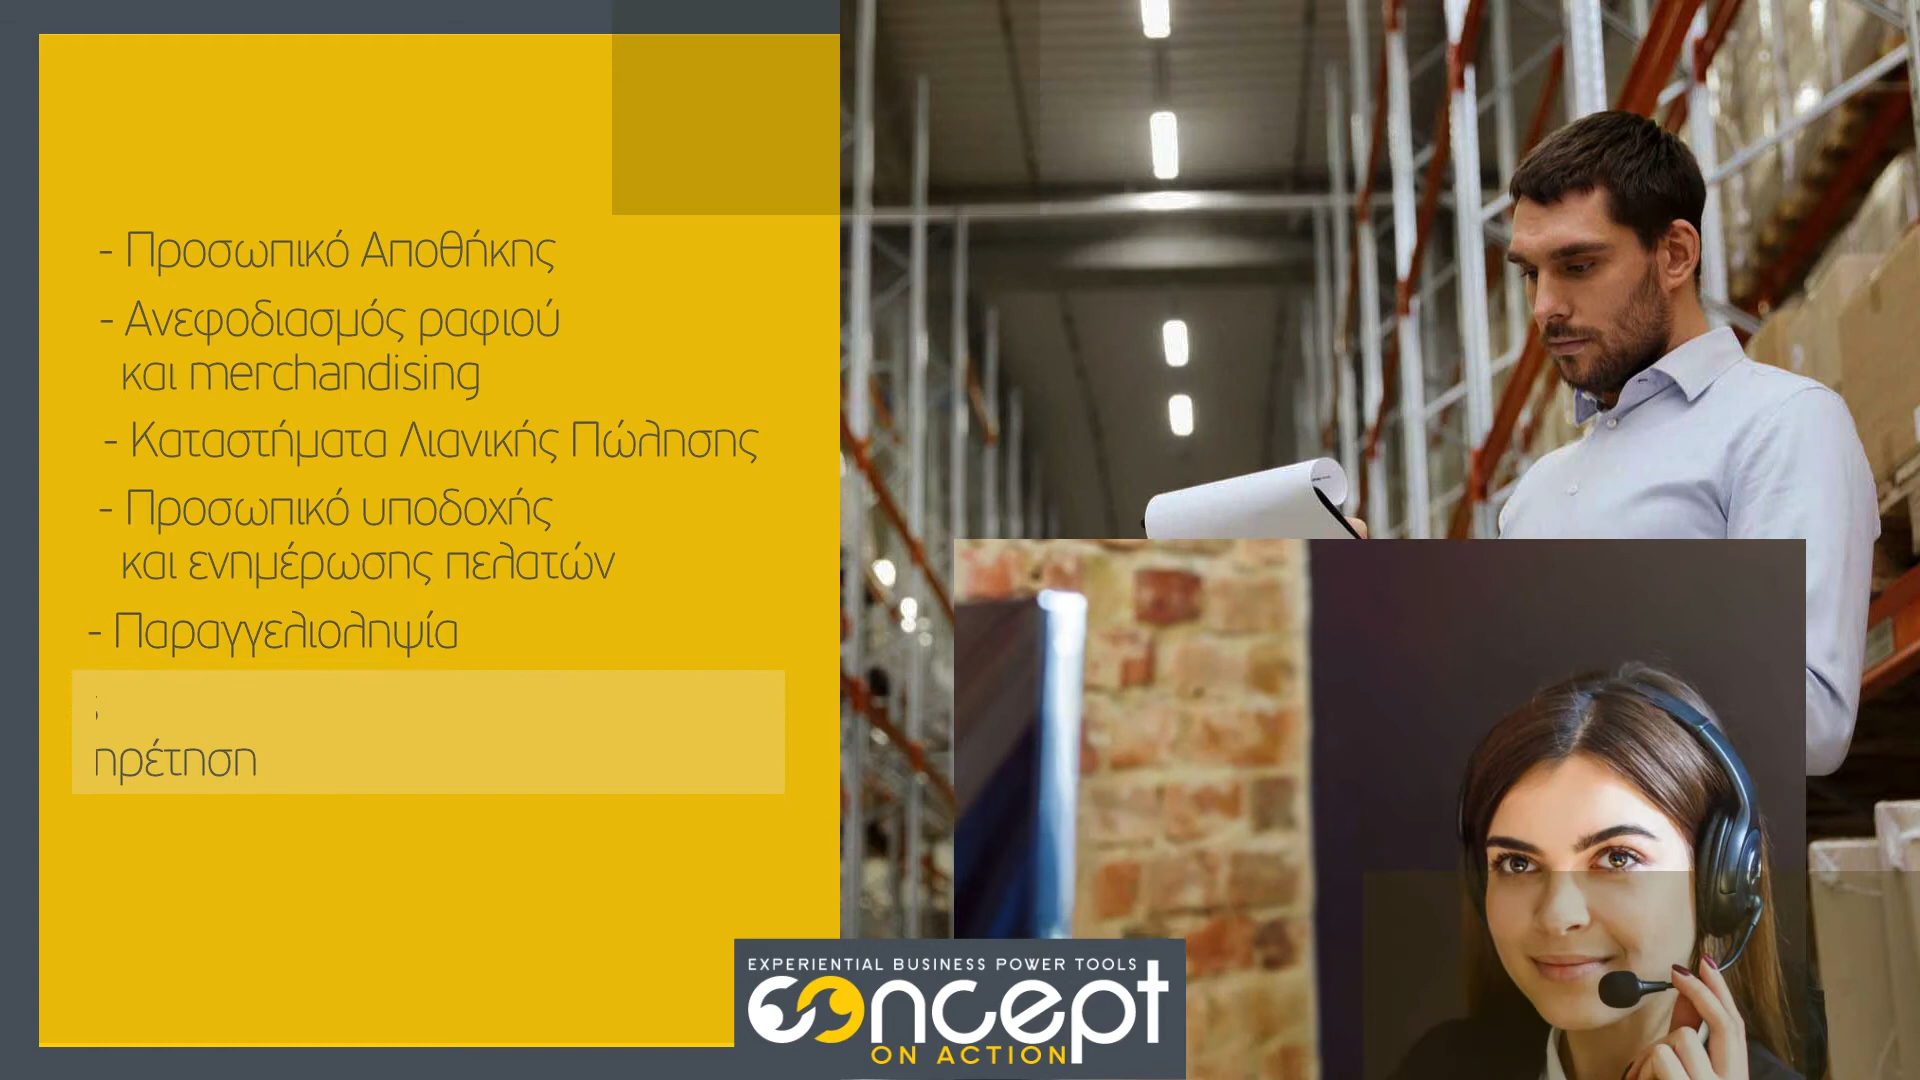 - Προσωπικό Αποθήκης
- Ανεφοδιασμός ραφιού
και merchandising
- Καταστήματα Λιανικής Πώλησης
- Προσωπικό υποδοχής
και ενημέρωσης πελατών
- Παραγγελιοληψία
ηρέτηση
EXPERIENTIAL BUSINESS POWER TOOLS
concept
ON ACTION